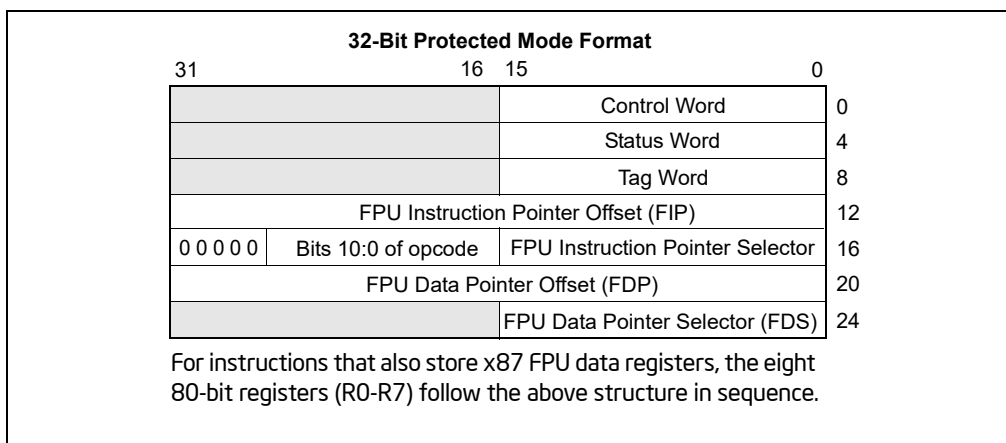 32-Bit Protected Mode Format
31 16 15 0
Control Word 0
Status Word 4
Tag Word 8
FPU Instruction Pointer Offset (FIP) 12
0 0 0 0 0 Bits 10:0 of opcode FPU Instruction Pointer Selector 16
FPU Data Pointer Offset (FDP) 20
FPU Data Pointer Selector (FDS) 24
For instructions that also store x87 FPU data registers, the eight
80-bit registers (R0-R7) follow the above structure in sequence.